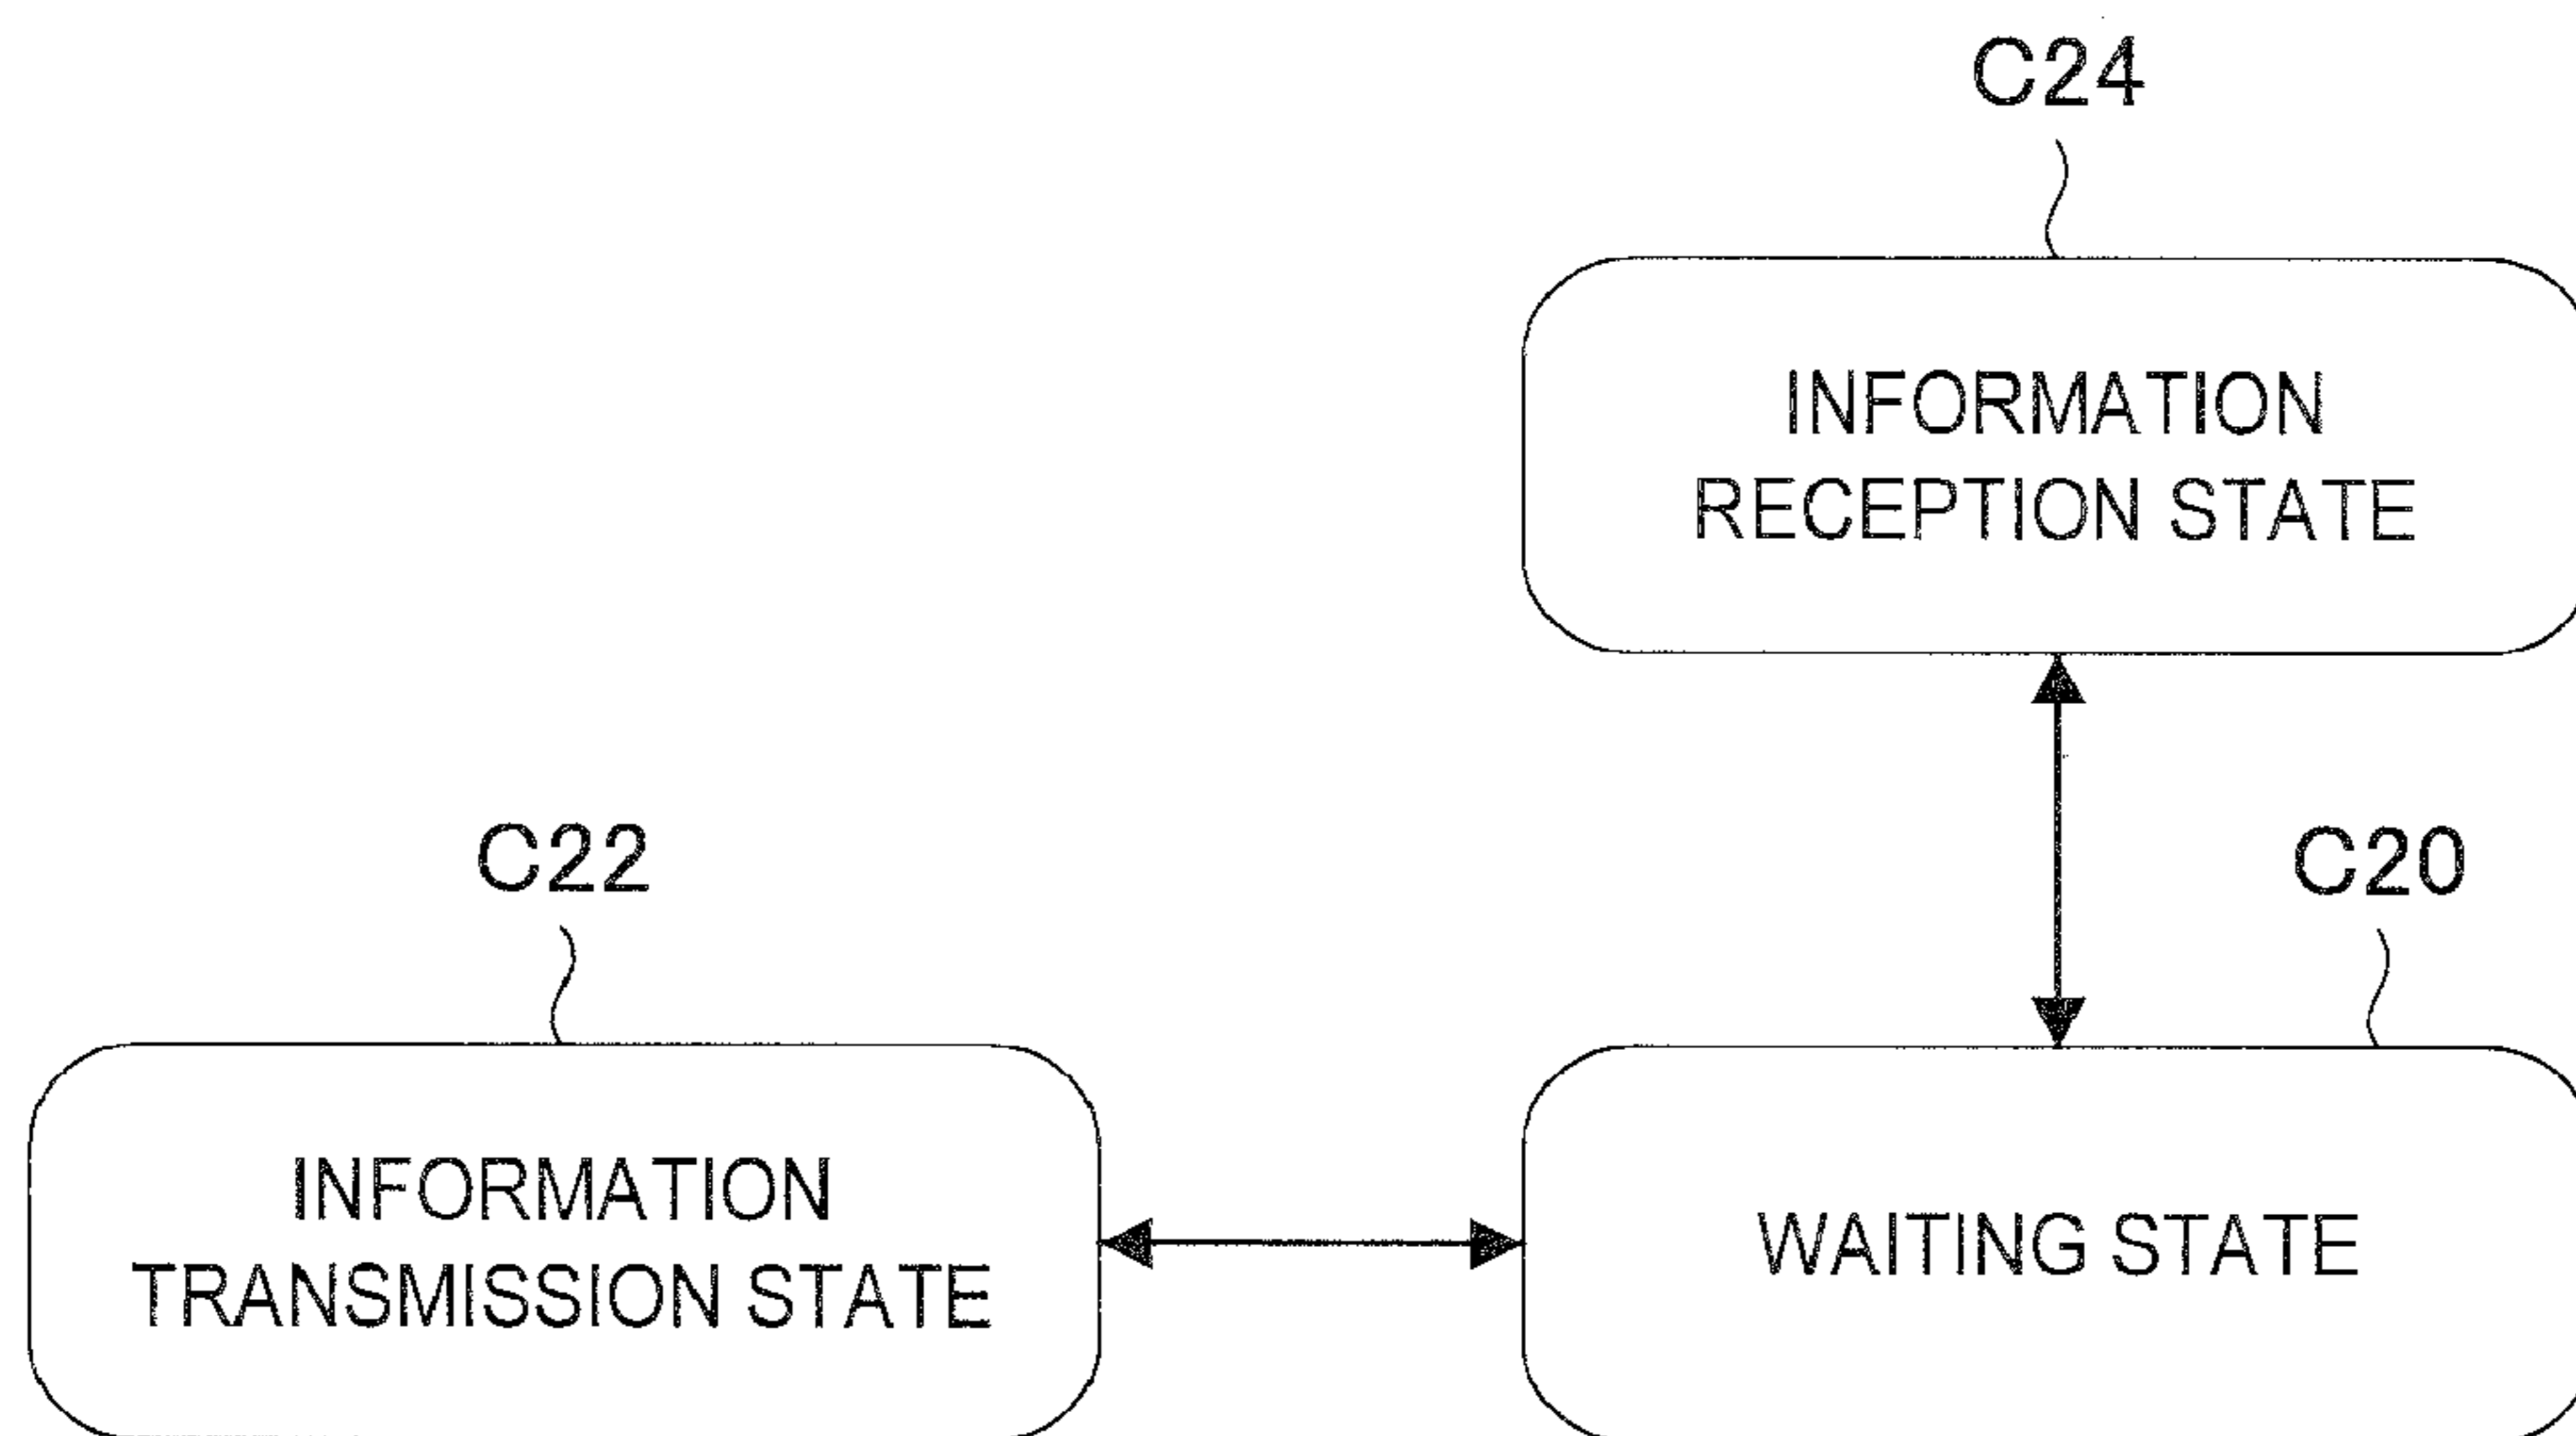 C24
INFORMATION
RECEPTION STATE
C22
C20
INFORMATION
TRANSMISSION STATE
WAITING STATE